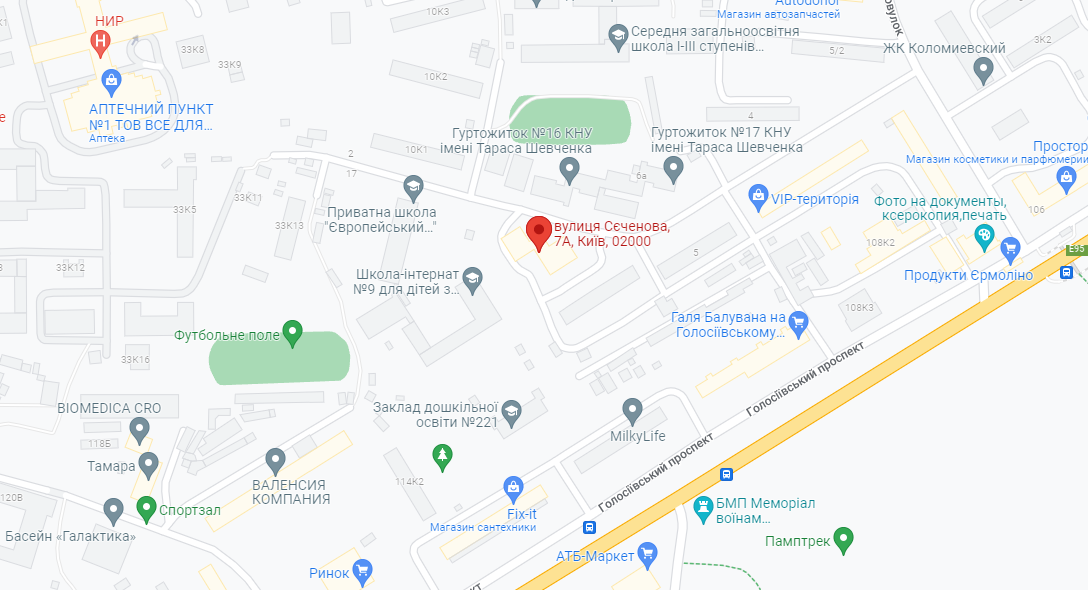 Autodonor
Магазин автозапчастей
10К3
НИР
Середня загальноосвітня
школа І-ІІІ ступенів...
5/2
3К2
ЖК Коломиевский
33К8
33К9
10К2
АПТЕЧНИЙ ПУНКТ
№1 ТОВ ВСЕ ДЛЯ...
Аптека
е
4
Гуртожиток №16 КНУ
імені Тараса Шевченка
Гуртожиток №17 КНУ
імені Тараса Шевченка
Простор
Магазин косметики и парфюмерии
10К1
2
17
6а
33К11
VIP-територія
Фото на документы,
ксерокопия,печать
106
33К5
33К13
Приватна школа
"Європейський..."
вулиця Сєченова,
7А, Київ, 02000
108К2
5
Е95
33К12
Школа-інтернат
№9 для дітей з...
Продукти Єрмоліно
108К3
Галя Балувана на
Голосіївському...
Футбольне поле
33К16
Голосіївський проспект
BIOMEDICA CRO
Заклад дошкільної
освіти №221
MilkyLife
118Б
Тамара
Голосіївський проспект
ВАЛЕНСИЯ
КОМПАНИЯ
114К2
120В
Спортзал
Fix-it
Магазин сантехники
БМП Меморіал
воїнам...
Басейн «Галактика»
Памптрек
АТБ-Маркет
Ринок